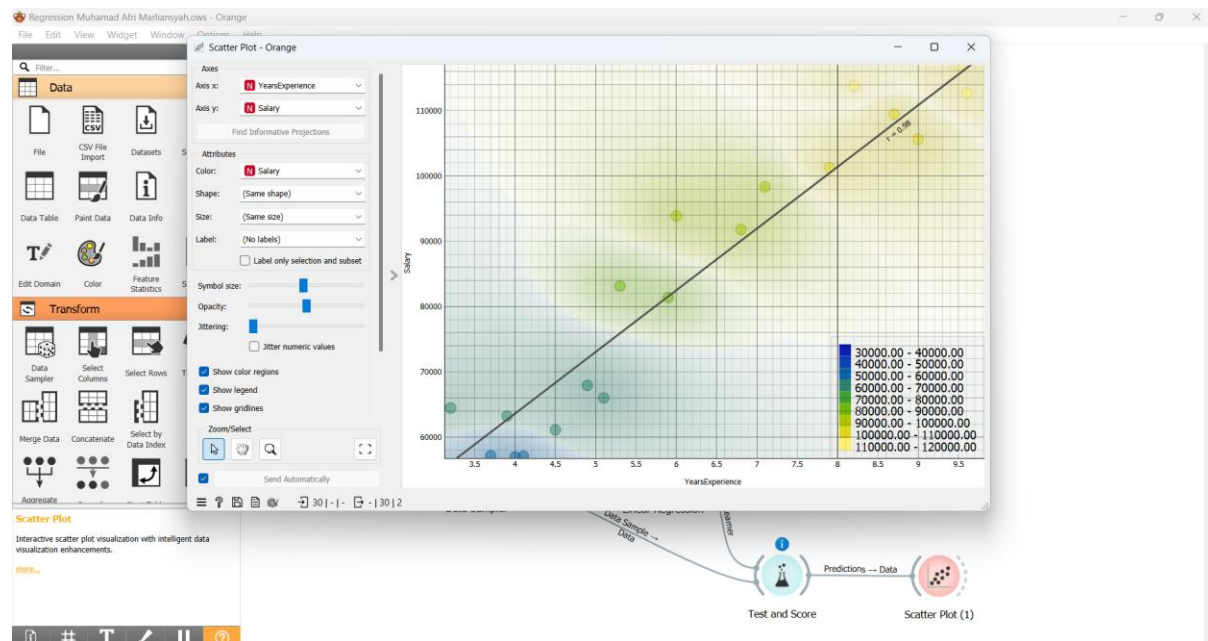 Regression Muhamad Afri Marliansyah.ows - Orange
File Edit View Widget Window Options Help
Filter...
Data
File
CSV File Import
Datasets
Data Table
Paint Data
Data Info
Edit Domain
Color
Feature Statistics
Transform
Data Sampler
Select Columns
Select Rows
Merge Data
Concatenate
Select by Data Index
Aggregate
Scatter Plot
Interactive scatter plot visualization with intelligent data
visualization enhancements.
more...
Scatter Plot - Orange
Axes
Axis x: N YearsExperience
Axis y: N Salary
Find Informative Projections
Attributes
Color: N Salary
Shape: (Same shape)
Size: (Same size)
Label: (No labels)
Label only selection and subset
Symbol size:
Opacity:
Jittering:
Jitter numeric values
Show color regions
Show legend
Show gridlines
Zoom/Select
Send Automatically
30 | - | - - | 30 | 2
Salary
110000
100000
90000
80000
70000
60000
r = 0.98
30000.00 - 40000.00
40000.00 - 50000.00
50000.00 - 60000.00
60000.00 - 70000.00
70000.00 - 80000.00
80000.00 - 90000.00
90000.00 - 100000.00
100000.00 - 110000.00
110000.00 - 120000.00
3.5 4 4.5 5 5.5 6 6.5 7 7.5 8 8.5 9 9.5
YearsExperience
Data Sampler
Linear Regression
Data Sample → Data
Predictions → Data
Test and Score
Scatter Plot (1)